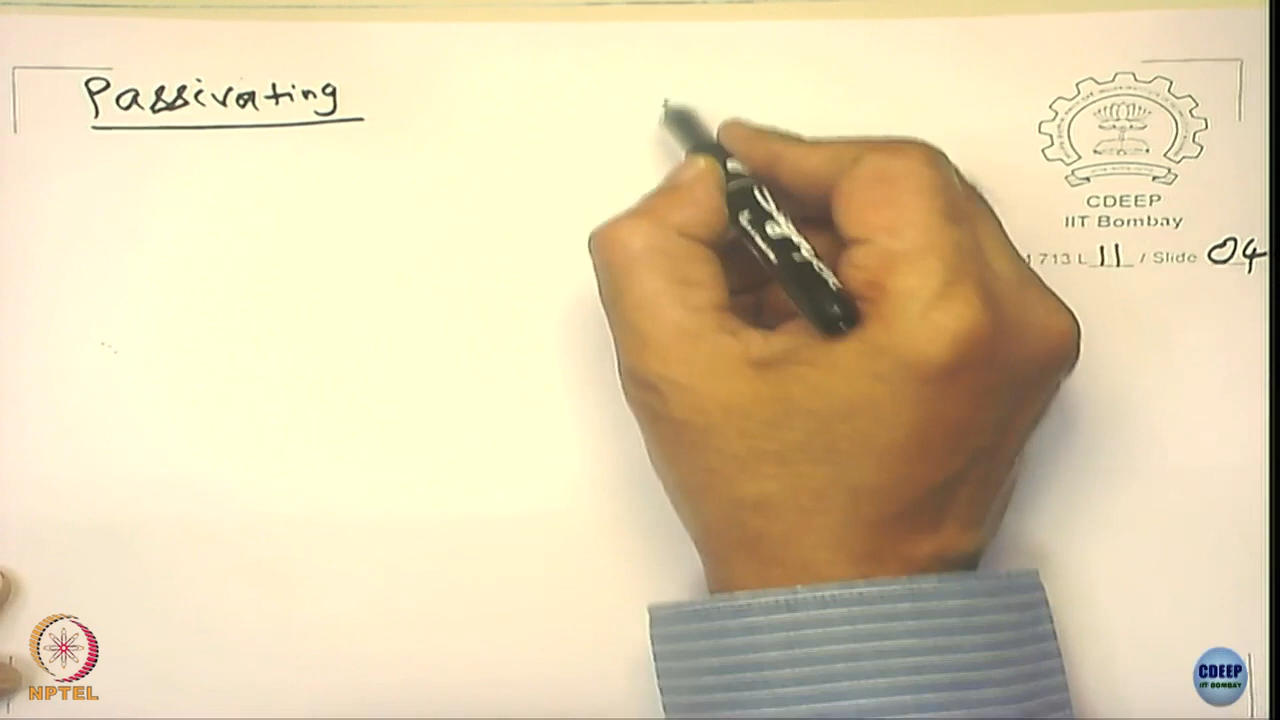 Passivating
CDEEP
IIT Bombay
713 L 11 / Slide 04
NPTEL
CDEEP
IIT BOMBAY